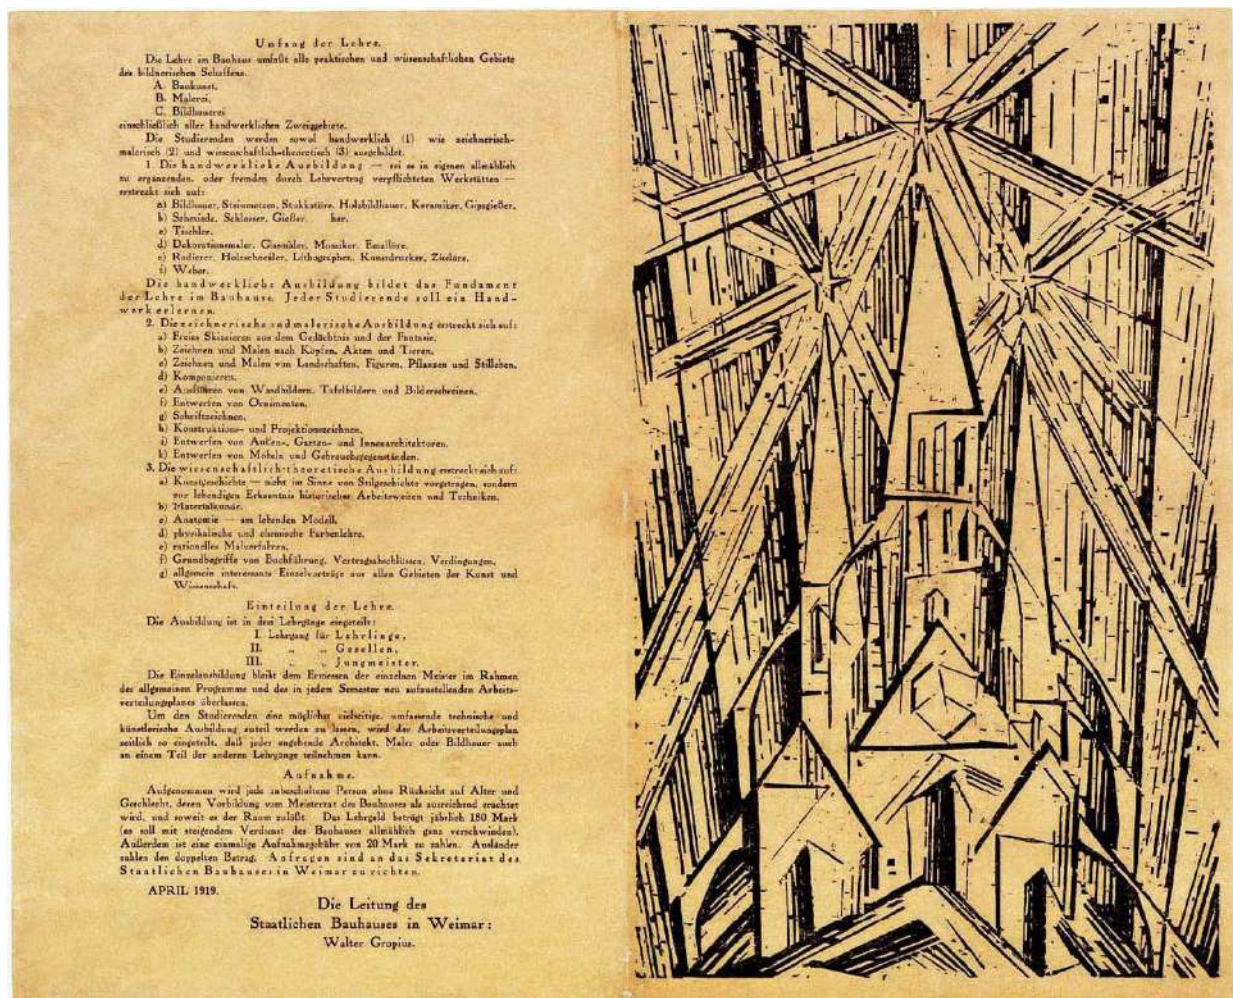 Umfang der Lehre.
Die Lehre im Bauhaus umfaßt alle praktischen und wissenschaftlichen Gebiete
des bildnerischen Schaffens.
A. Baukunst,
B. Malerei,
C. Bildhauerei
einschließlich aller handwerklichen Zweiggebiete.
Die Studierenden werden sowol handwerklich (1) wie zeichnerisch-
malerisch (2) und wissenschaftlich-theoretisch (3) ausgebildet.
1. Die handwerkliche Ausbildung — sei es in eigenen allmählich
zu ergänzenden, oder fremden durch Lehrvertrag verpflichteten Werkstätten —
erstreckt sich auf:
a) Bildhauer, Steinmetzen, Stukkatöre, Holzbildhauer, Keramiker, Gipsgießer,
b) Schmiede, Schlosser, Gießer,
c) Tischler,
d) Dekorationsmaler, Glasmaler, Mosaiker, Emallöre,
e) Radierer, Holzschneider, Lithographen, Kunstdrucker, Ziselöre,
f) Weber.
Die handwerkliche Ausbildung bildet das Fundament
der Lehre im Bauhause. Jeder Studierende soll ein Hand-
werk erlernen.
2. Die zeichnerische und malerische Ausbildung erstreckt sich auf:
a) Freies Skizzieren aus dem Gedächtnis und der Fantasie,
b) Zeichnen und Malen nach Köpfen, Akten und Tieren,
c) Zeichnen und Malen von Landschaften, Figuren, Pflanzen und Stilleben,
d) Komponieren,
e) Ausführen von Wandbildern, Tafelbildern und Bilderschreinen,
f) Entwerfen von Ornamenten,
g) Schriftzeichnen,
h) Konstruktions- und Projektionszeichnen,
i) Entwerfen von Außen-, Garten- und Innenarchitekturen,
k) Entwerfen von Möbeln und Gebrauchsgegenständen.
3. Die wissenschaftlich-theoretische Ausbildung erstreckt sich auf:
a) Kunstgeschichte — nicht im Sinne von Stilgeschichte vorgetragen, sondern
zur lebendigen Erkenntnis historischer Arbeitsweisen und Techniken,
b) Materialkunde,
c) Anatomie — am lebenden Modell,
d) physikalische und chemische Farbenlehre,
e) rationelles Malverfahren,
f) Grundbegriffe von Buchführung, Vertragsabschlüssen, Verdingungen,
g) allgemein interessante Einzelvorträge aus allen Gebieten der Kunst und
Wissenschaft.
Einteilung der Lehre.
Die Ausbildung ist in drei Lehrgänge eingeteilt:
I. Lehrgang für Lehrlinge,
II. „ „ Gesellen,
III. „ „ Jungmeister.
Die Einzelausbildung bleibt dem Ermessen der einzelnen Meister im Rahmen
des allgemeinen Programms und des in jedem Semester neu aufzustellenden Arbeits-
verteilungsplanes überlassen.
Um den Studierenden eine möglichst vielseitige, umfassende technische und
künstlerische Ausbildung zuteil werden zu lassen, wird der Arbeitsverteilungsplan
zeitlich so eingeteilt, daß jeder angehende Architekt, Maler oder Bildhauer auch
an einem Teil der anderen Lehrgänge teilnehmen kann.
Aufnahme.
Aufgenommen wird jede unbescholtene Person ohne Rücksicht auf Alter und
Geschlecht, deren Vorbildung vom Meisterrat des Bauhauses als ausreichend erachtet
wird, und soweit es der Raum zuläßt. Das Lehrgeld beträgt jährlich 180 Mark
(es soll mit steigendem Verdienst des Bauhauses allmählich ganz verschwinden).
Außerdem ist eine einmalige Aufnahmegebühr von 20 Mark zu zahlen. Ausländer
zahlen den doppelten Betrag. Anfragen sind an das Sekretariat des
Staatlichen Bauhauses in Weimar zu richten.
APRIL 1919.
Die Leitung des
Staatlichen Bauhauses in Weimar:
Walter Gropius.